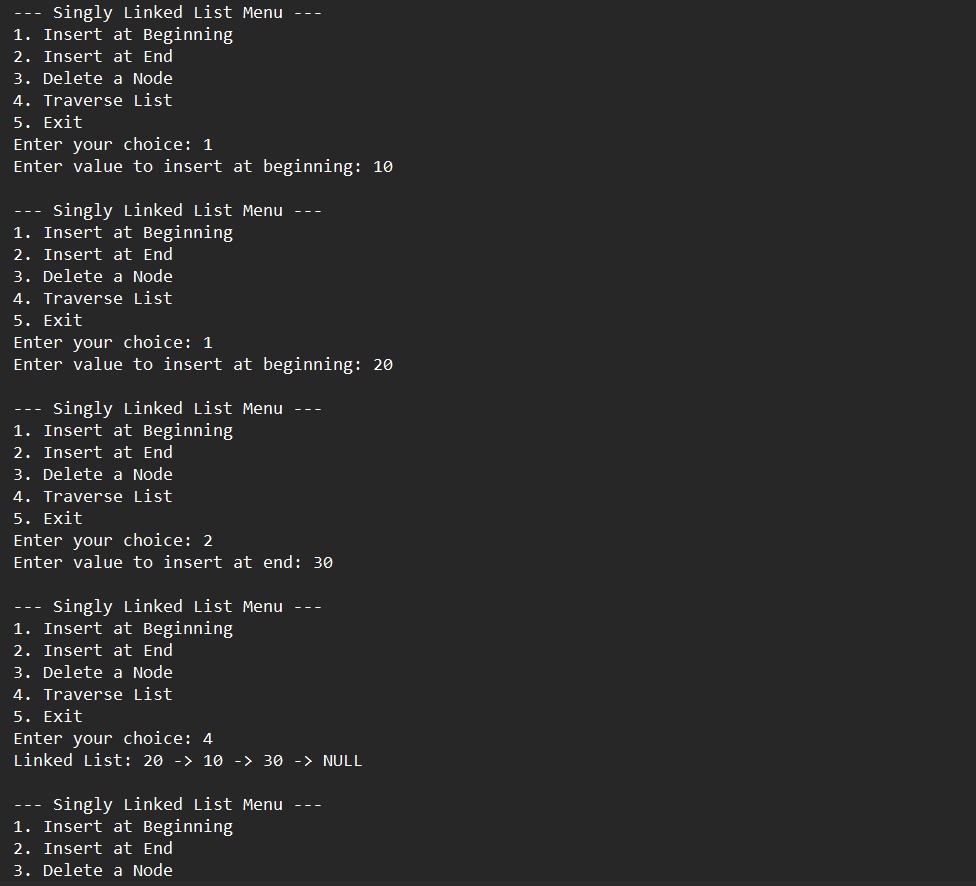 --- Singly Linked List Menu ---
1. Insert at Beginning
2. Insert at End
3. Delete a Node
4. Traverse List
5. Exit
Enter your choice: 1
Enter value to insert at beginning: 10

--- Singly Linked List Menu ---
1. Insert at Beginning
2. Insert at End
3. Delete a Node
4. Traverse List
5. Exit
Enter your choice: 1
Enter value to insert at beginning: 20

--- Singly Linked List Menu ---
1. Insert at Beginning
2. Insert at End
3. Delete a Node
4. Traverse List
5. Exit
Enter your choice: 2
Enter value to insert at end: 30

--- Singly Linked List Menu ---
1. Insert at Beginning
2. Insert at End
3. Delete a Node
4. Traverse List
5. Exit
Enter your choice: 4
Linked List: 20 -> 10 -> 30 -> NULL

--- Singly Linked List Menu ---
1. Insert at Beginning
2. Insert at End
3. Delete a Node